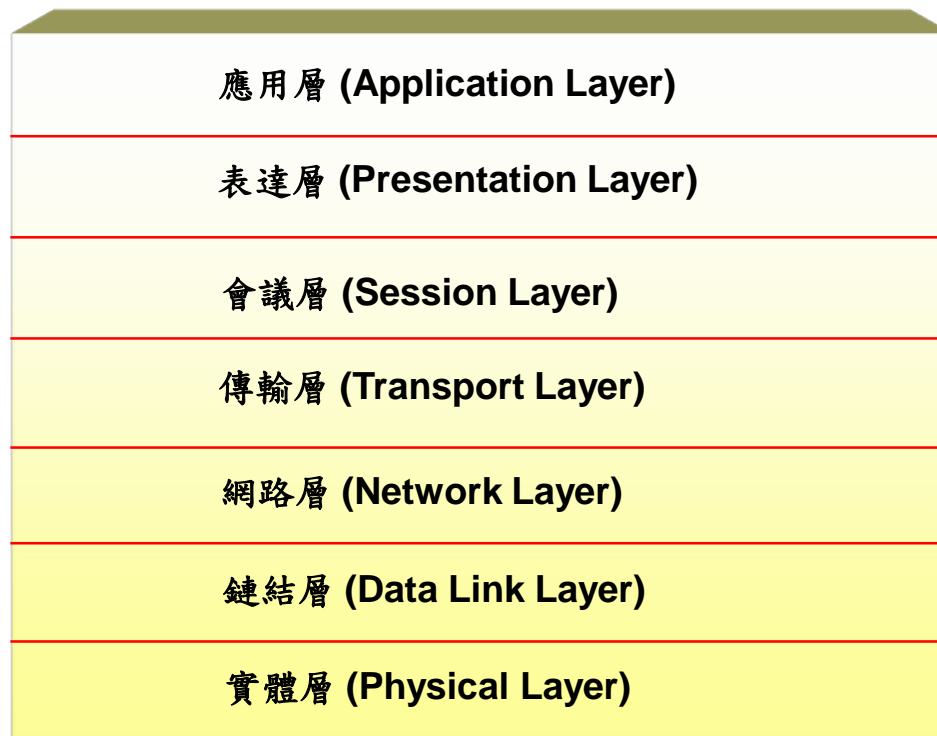 應用層 (Application Layer)
表達層 (Presentation Layer)
會議層 (Session Layer)
傳輸層 (Transport Layer)
網路層 (Network Layer)
鏈結層 (Data Link Layer)
實體層 (Physical Layer)